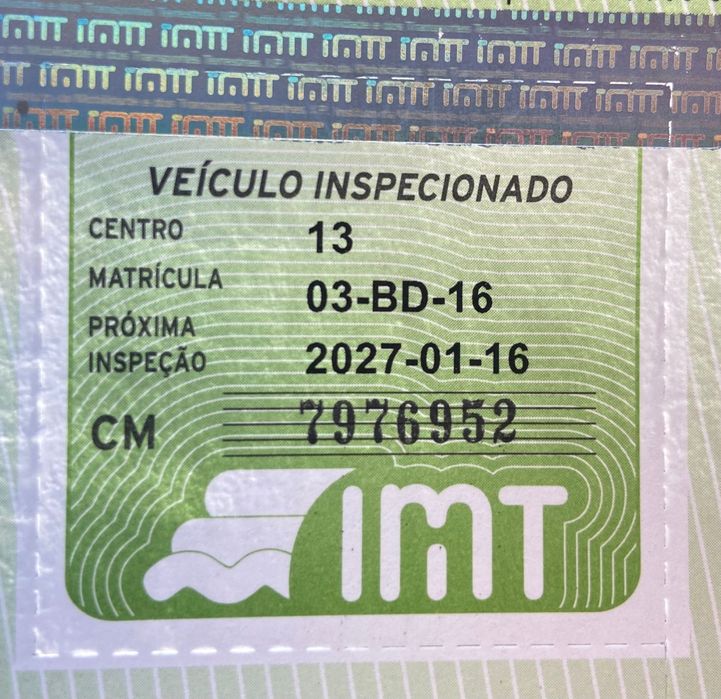 VEÍCULO INSPECIONADO
CENTRO 13
MATRÍCULA 03-BD-16
PRÓXIMA
INSPEÇÃO 2027-01-16
CM 7976952
IMT